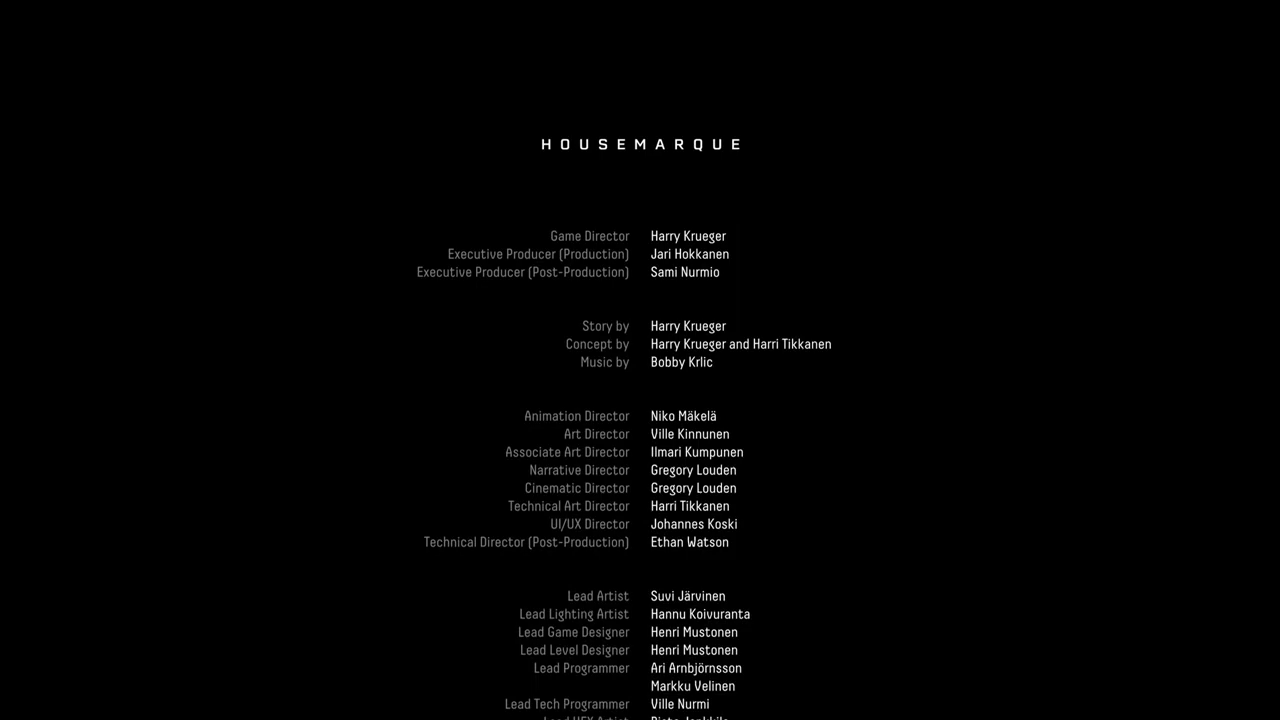 HOUSEMARQUE
Game Director Harry Krueger
Executive Producer (Production) Jari Hokkanen
Executive Producer (Post-Production) Sami Nurmio
Story by Harry Krueger
Concept by Harry Krueger and Harri Tikkanen
Music by Bobby Krlic
Animation Director Niko Mäkelä
Art Director Ville Kinnunen
Associate Art Director Ilmari Kumpunen
Narrative Director Gregory Louden
Cinematic Director Gregory Louden
Technical Art Director Harri Tikkanen
UI/UX Director Johannes Koski
Technical Director (Post-Production) Ethan Watson
Lead Artist Suvi Järvinen
Lead Lighting Artist Hannu Koivuranta
Lead Game Designer Henri Mustonen
Lead Level Designer Henri Mustonen
Lead Programmer Ari Arnbjörnsson
Markku Velinen
Lead Tech Programmer Ville Nurmi